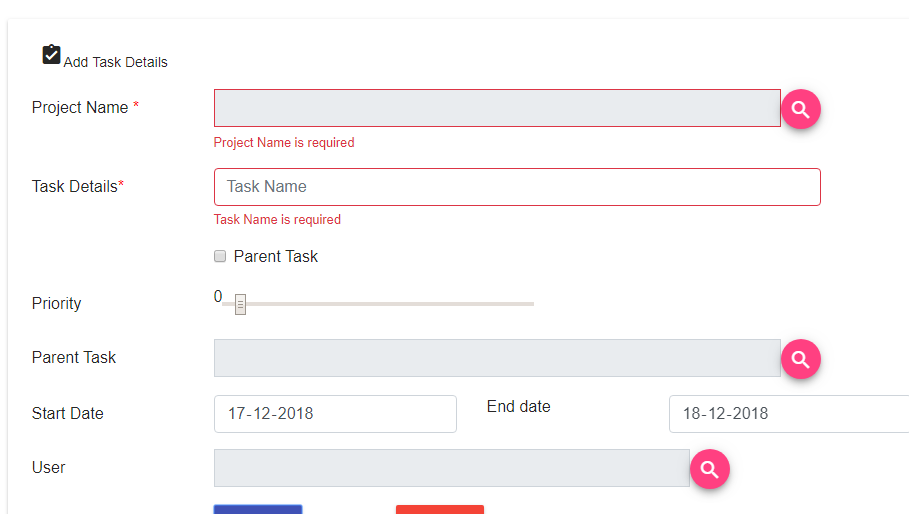 Add Task Details
Project Name *
Project Name is required
Task Details* Task Name
Task Name is required
Parent Task
Priority 0
Parent Task
Start Date 17-12-2018 End date 18-12-2018
User